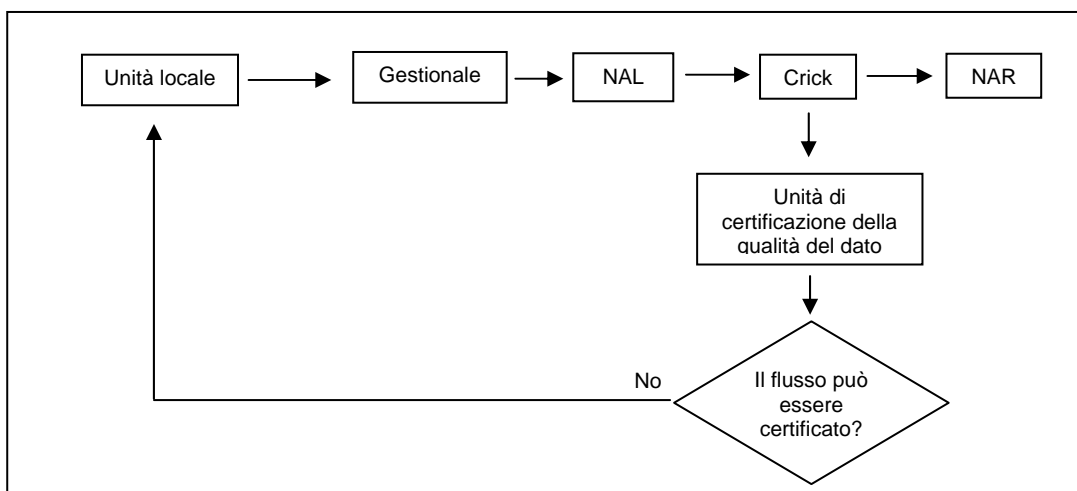 Unità locale
Gestionale
NAL
Crick
NAR
Unità di
certificazione della
qualità del dato
No
Il flusso può
essere
certificato?